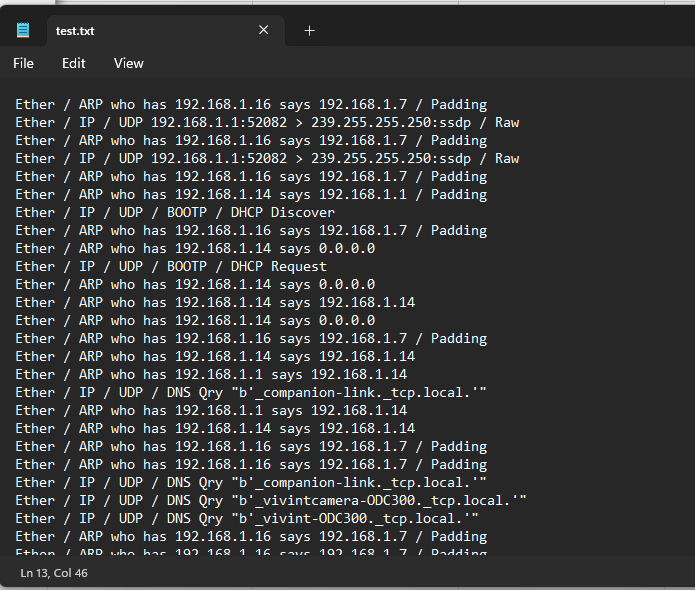 test.txt
File Edit View
Ether / ARP who has 192.168.1.16 says 192.168.1.7 / Padding
Ether / IP / UDP 192.168.1.1:52082 > 239.255.255.250:ssdp / Raw
Ether / ARP who has 192.168.1.16 says 192.168.1.7 / Padding
Ether / IP / UDP 192.168.1.1:52082 > 239.255.255.250:ssdp / Raw
Ether / ARP who has 192.168.1.16 says 192.168.1.7 / Padding
Ether / ARP who has 192.168.1.14 says 192.168.1.1 / Padding
Ether / IP / UDP / BOOTP / DHCP Discover
Ether / ARP who has 192.168.1.16 says 192.168.1.7 / Padding
Ether / ARP who has 192.168.1.14 says 0.0.0.0
Ether / IP / UDP / BOOTP / DHCP Request
Ether / ARP who has 192.168.1.14 says 0.0.0.0
Ether / ARP who has 192.168.1.14 says 192.168.1.14
Ether / ARP who has 192.168.1.14 says 0.0.0.0
Ether / ARP who has 192.168.1.16 says 192.168.1.7 / Padding
Ether / ARP who has 192.168.1.14 says 192.168.1.14
Ether / ARP who has 192.168.1.1 says 192.168.1.14
Ether / IP / UDP / DNS Qry "b'_companion-link._tcp.local.'"
Ether / ARP who has 192.168.1.1 says 192.168.1.14
Ether / ARP who has 192.168.1.14 says 192.168.1.14
Ether / ARP who has 192.168.1.16 says 192.168.1.7 / Padding
Ether / ARP who has 192.168.1.16 says 192.168.1.7 / Padding
Ether / IP / UDP / DNS Qry "b'_companion-link._tcp.local.'"
Ether / IP / UDP / DNS Qry "b'_vivintcamera-ODC300._tcp.local.'"
Ether / IP / UDP / DNS Qry "b'_vivint-ODC300._tcp.local.'"
Ether / ARP who has 192.168.1.16 says 192.168.1.7 / Padding
Ether / ARP who has 192.168.1.16 says 192.168.1.7 / Padding
Ln 13, Col 46